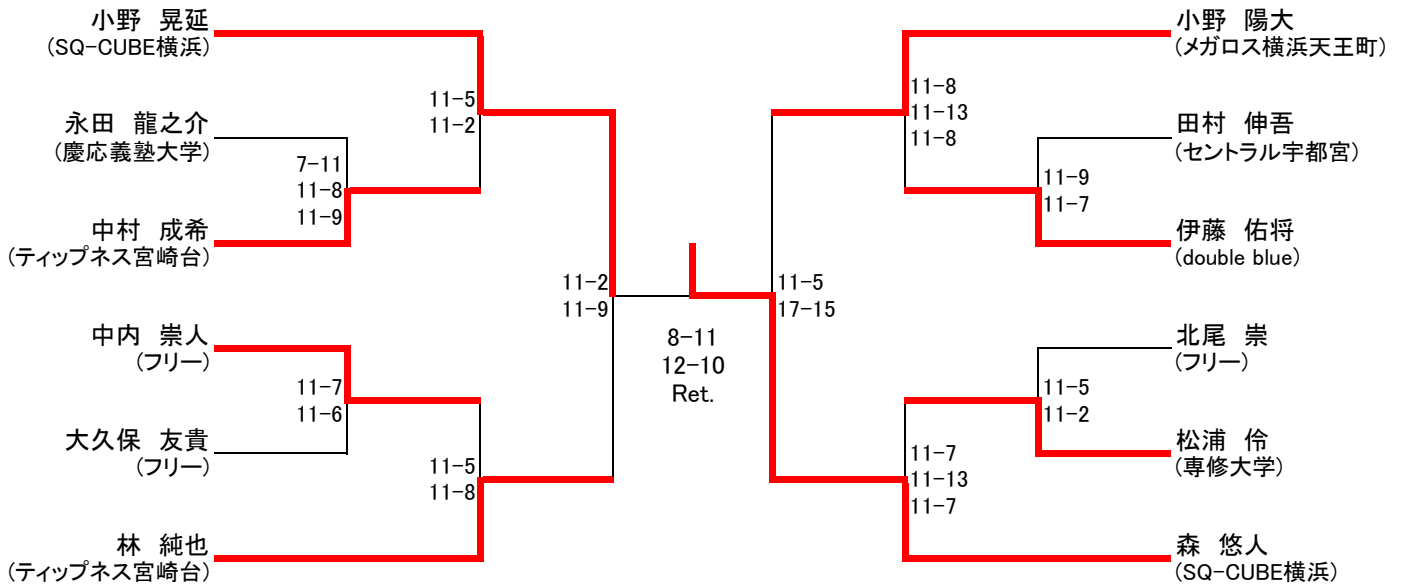 小野 晃延
(SQ-CUBE横浜)
11-5
11-2
永田 龍之介
(慶応義塾大学)
7-11
11-8
11-9
中村 成希
(ティップネス宮崎台)
11-2
11-9
中内 崇人
(フリー)
11-7
11-6
大久保 友貴
(フリー)
11-5
11-8
林 純也
(ティップネス宮崎台)
8-11
12-10
Ret.
小野 陽大
(メガロス横浜天王町)
11-8
11-13
11-8
田村 伸吾
(セントラル宇都宮)
11-9
11-7
伊藤 佑将
(double blue)
11-5
17-15
北尾 崇
(フリー)
11-5
11-2
松浦 伶
(専修大学)
11-7
11-13
11-7
森 悠人
(SQ-CUBE横浜)